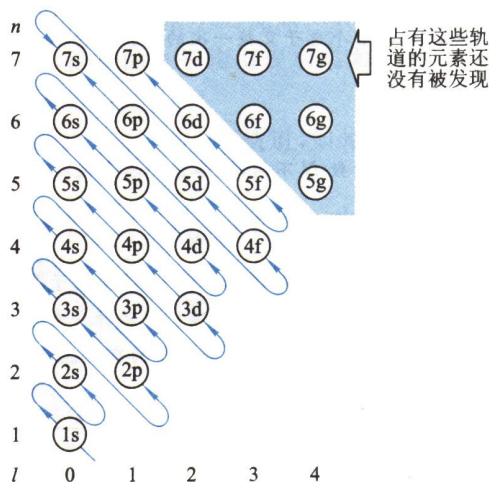 n
占有这些轨
道的元素还
没有被发现
7 7s 7p 7d 7f 7g
6 6s 6p 6d 6f 6g
5 5s 5p 5d 5f 5g
4 4s 4p 4d 4f
3 3s 3p 3d
2 2s 2p
1 1s
l 0 1 2 3 4